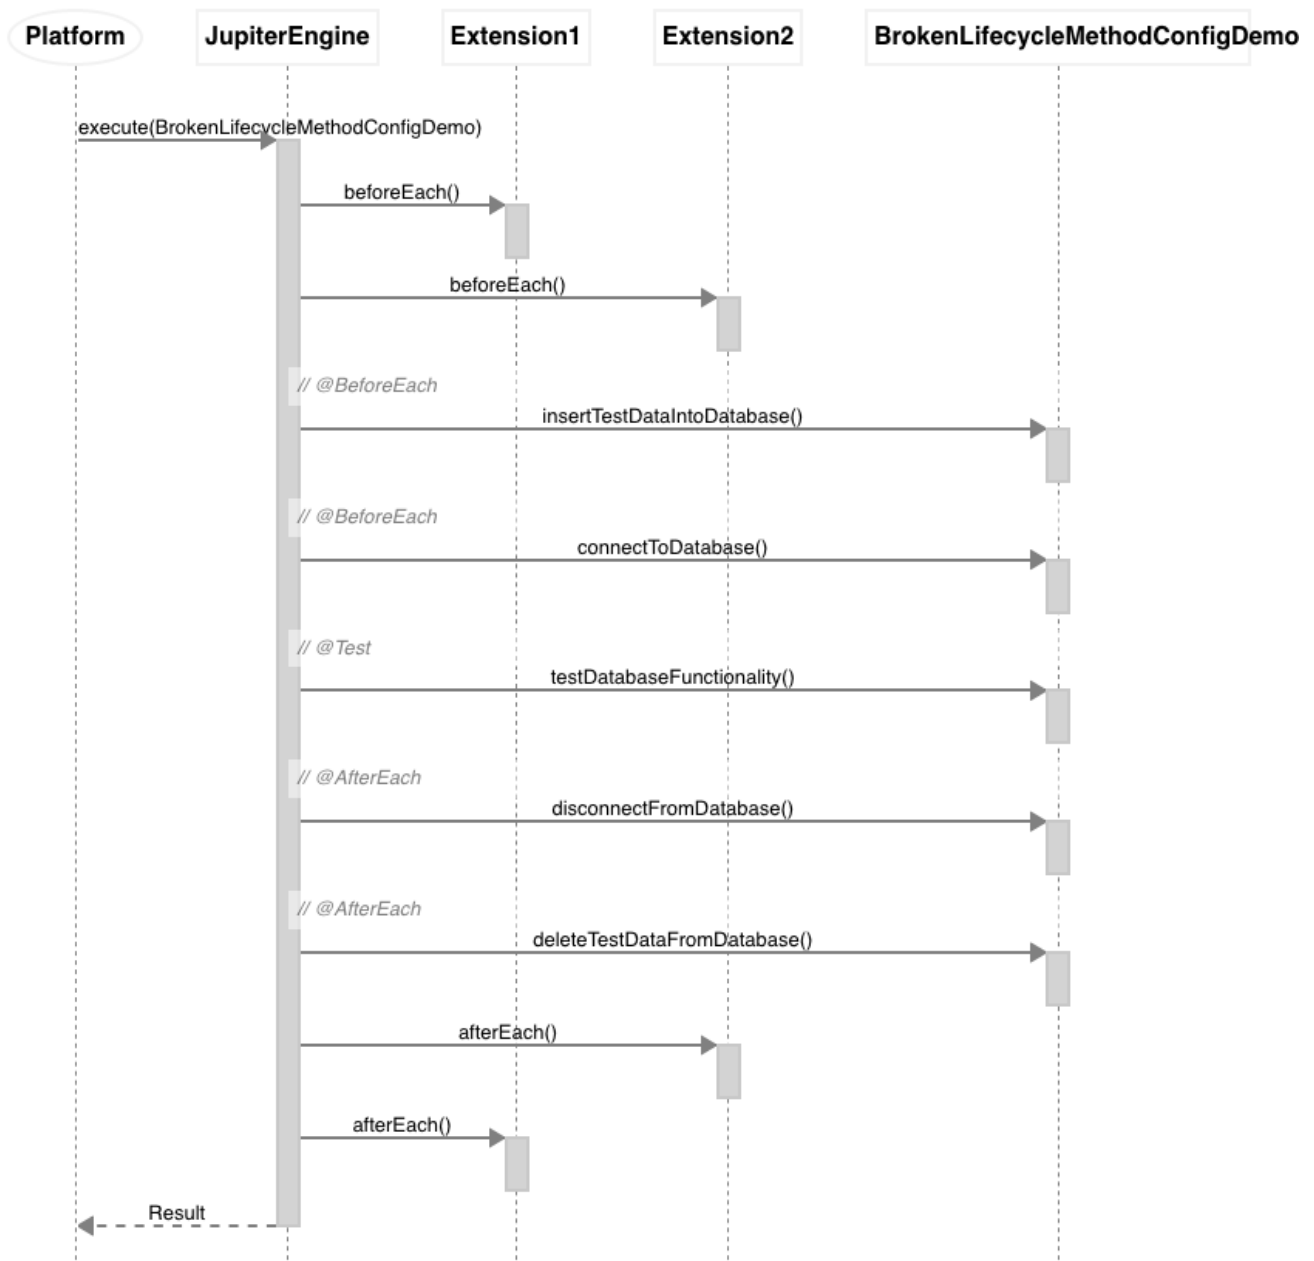 Platform JupiterEngine Extension1 Extension2 BrokenLifecycleMethodConfigDemo
execute(BrokenLifecycleMethodConfigDemo)
beforeEach()
beforeEach()
// @BeforeEach
insertTestDataIntoDatabase()
// @BeforeEach
connectToDatabase()
// @Test
testDatabaseFunctionality()
// @AfterEach
disconnectFromDatabase()
// @AfterEach
deleteTestDataFromDatabase()
afterEach()
afterEach()
Result